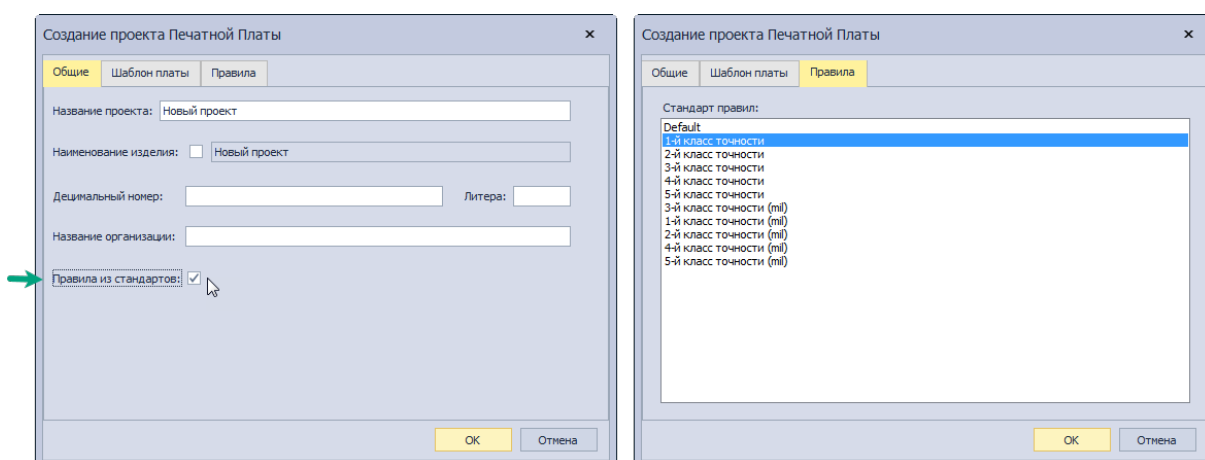 Создание проекта Печатной Платы
Общие Шаблон платы Правила
Название проекта: Новый проект
Наименование изделия: Новый проект
Децимальный номер: Литера:
Название организации:
Правила из стандартов:
OK Отмена
Создание проекта Печатной Платы
Общие Шаблон платы Правила
Стандарт правил:
Default
1-й класс точности
2-й класс точности
3-й класс точности
4-й класс точности
5-й класс точности
3-й класс точности (mil)
1-й класс точности (mil)
2-й класс точности (mil)
4-й класс точности (mil)
5-й класс точности (mil)
OK Отмена